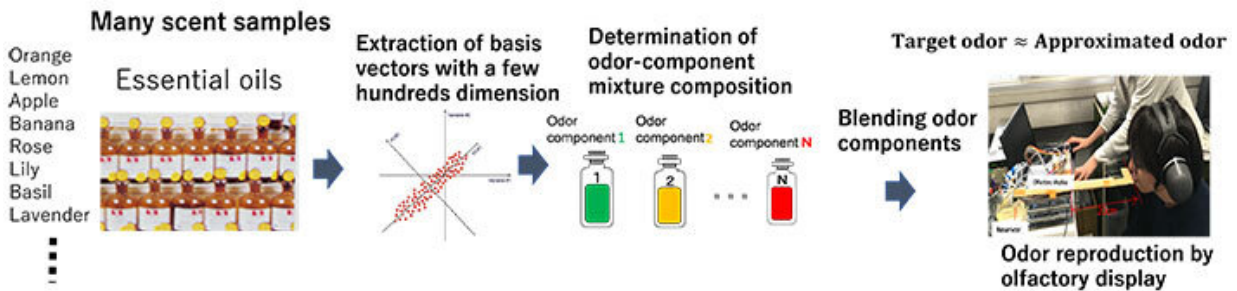 Many scent samples
Orange
Lemon
Apple
Banana
Rose
Lily
Basil
Lavender
Essential oils
Extraction of basis
vectors with a few
hundreds dimension
Determination of
odor-component
mixture composition
Odor
component 1
Odor
component 2
Odor
component N
1
2
N
Blending odor
components
Target odor ≈ Approximated odor
Odor reproduction by
olfactory display